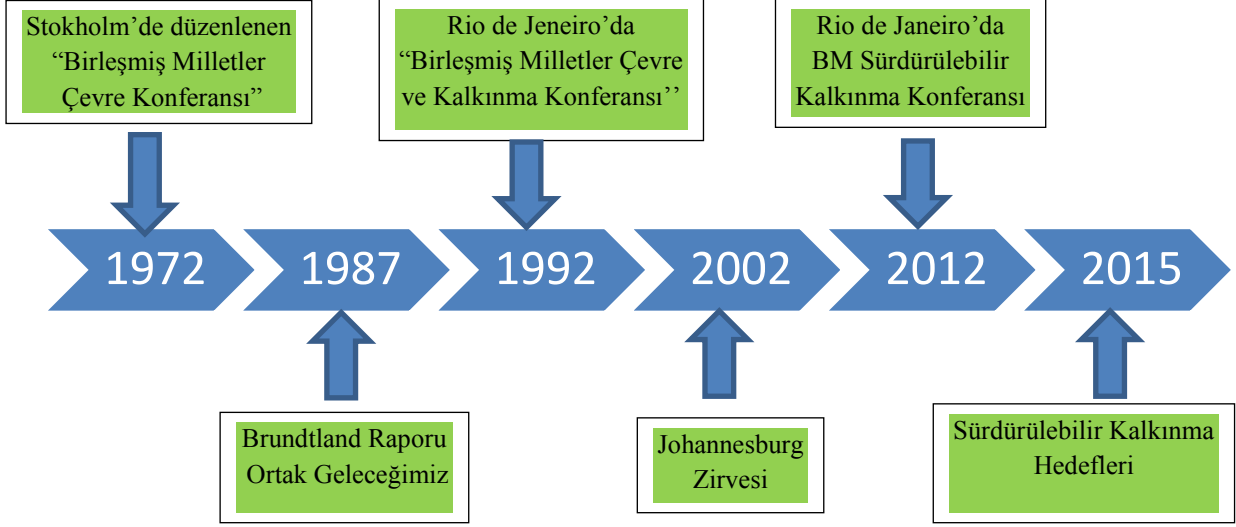 Stokholm’de düzenlenen
“Birleşmiş Milletler
Çevre Konferansı”
Rio de Jeneiro’da
“Birleşmiş Milletler Çevre
ve Kalkınma Konferansı’’
Rio de Janeiro’da
BM Sürdürülebilir
Kalkınma Konferansı
1972
1987
1992
2002
2012
2015
Brundtland Raporu
Ortak Geleceğimiz
Johannesburg
Zirvesi
Sürdürülebilir Kalkınma
Hedefleri